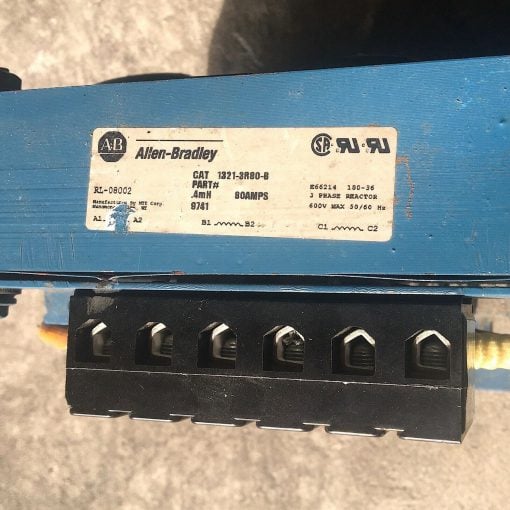 A-B
Allen-Bradley
CAT 1321-3R80-B
PART#
RL-08002
.4mH 80AMPS
Manufactured by MTE Corp.
9741
A1 A2
B1 B2
C1 C2
E66214 180-36
3 PHASE REACTOR
600V MAX 50/60 Hz